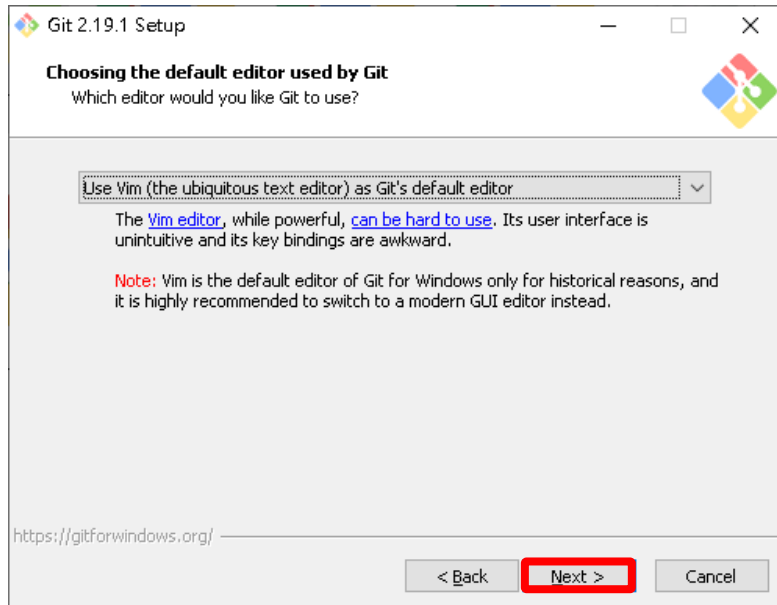 Git 2.19.1 Setup
Choosing the default editor used by Git
Which editor would you like Git to use?
Use Vim (the ubiquitous text editor) as Git's default editor
The Vim editor, while powerful, can be hard to use. Its user interface is
unintuitive and its key bindings are awkward.
Note: Vim is the default editor of Git for Windows only for historical reasons, and
it is highly recommended to switch to a modern GUI editor instead.
https://gitforwindows.org/
< Back
Next >
Cancel